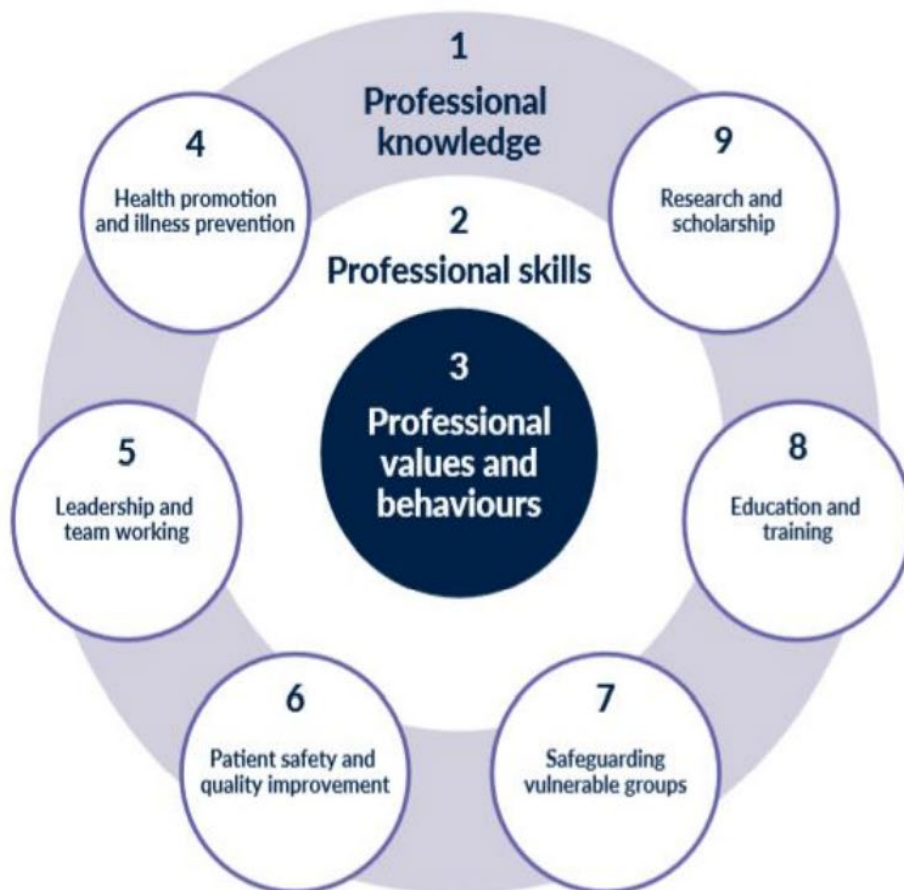 1
Professional
knowledge
2
Professional skills
3
Professional
values and
behaviours
4
Health promotion
and illness prevention
5
Leadership and
team working
6
Patient safety and
quality improvement
7
Safeguarding
vulnerable groups
8
Education and
training
9
Research and
scholarship